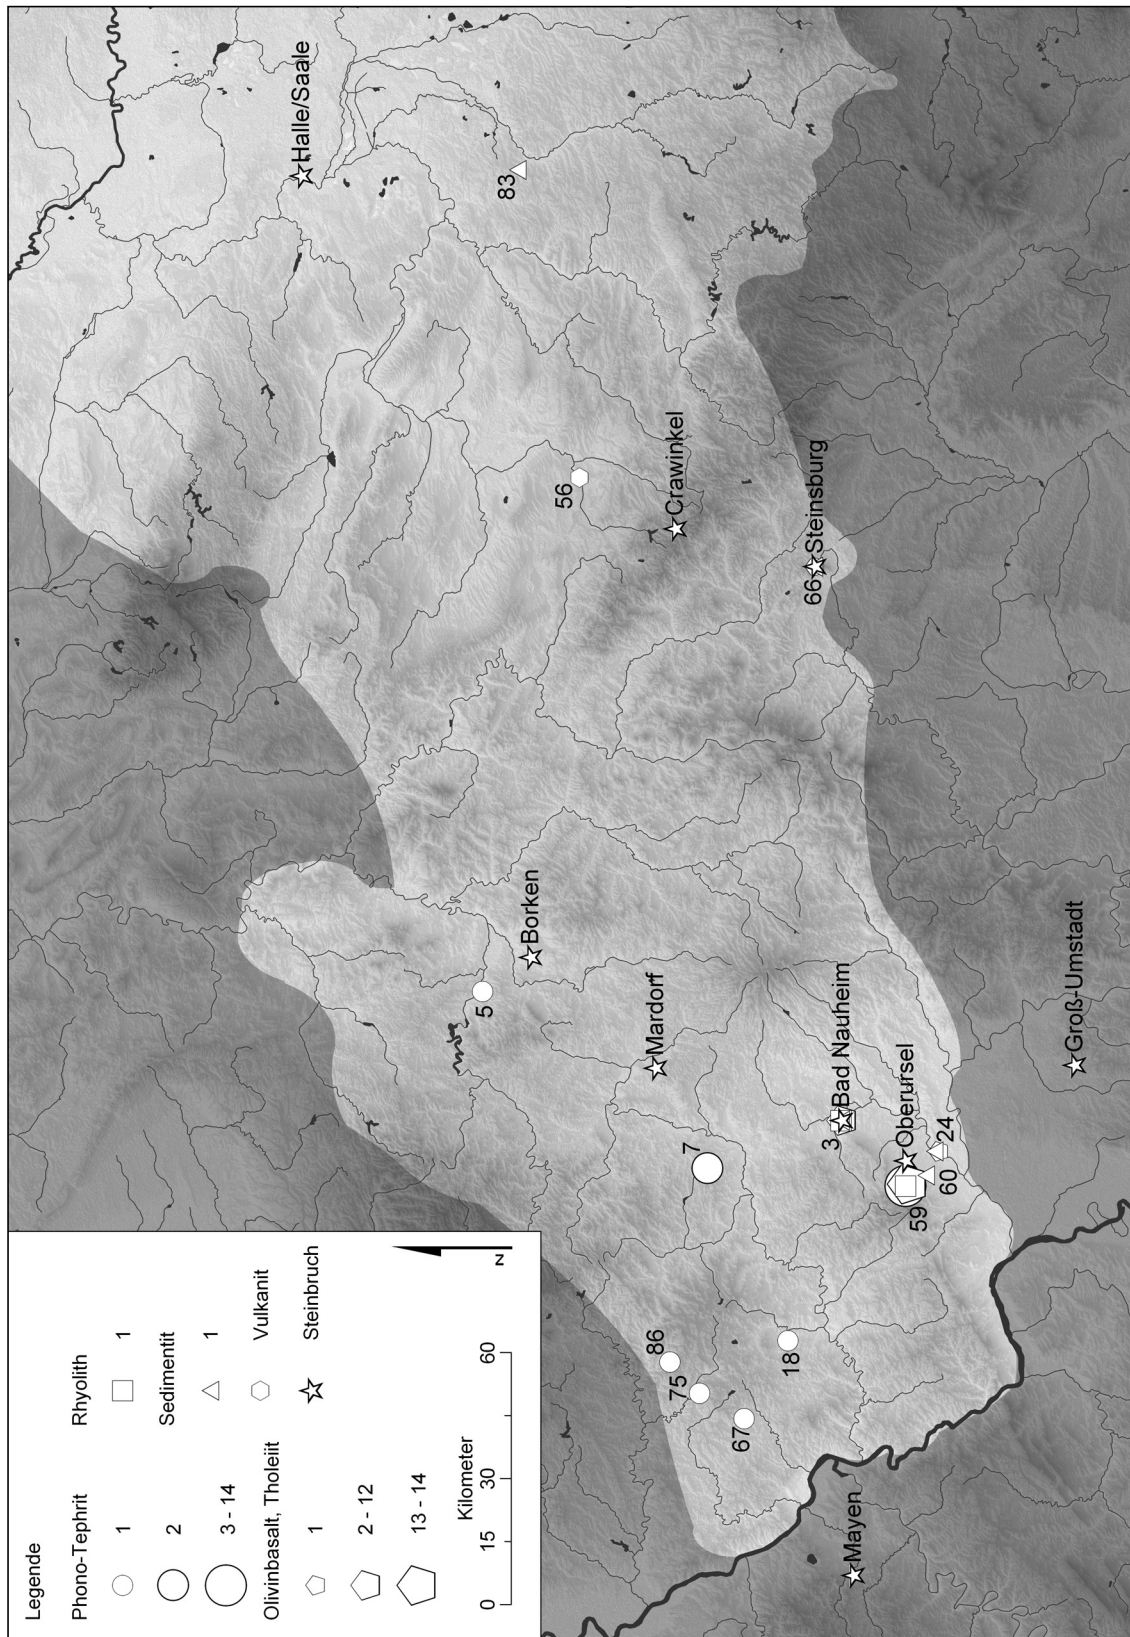 Legende
Phono-Tephrit
1
2
3 - 14
Olivinbasalt, Tholeiit
1
2 - 12
13 - 14
Rhyolith
1
Sedimentit
1
Vulkanit
Steinbruch
Kilometer
0 15 30 60
N
Halle/Saale
83
56
Crawinkel
66 Steinsburg
Borken
5
Mardorf
7
3 Bad Nauheim
Oberursel
59
60
24
Groß-Umstadt
86
75
67
18
Mayen